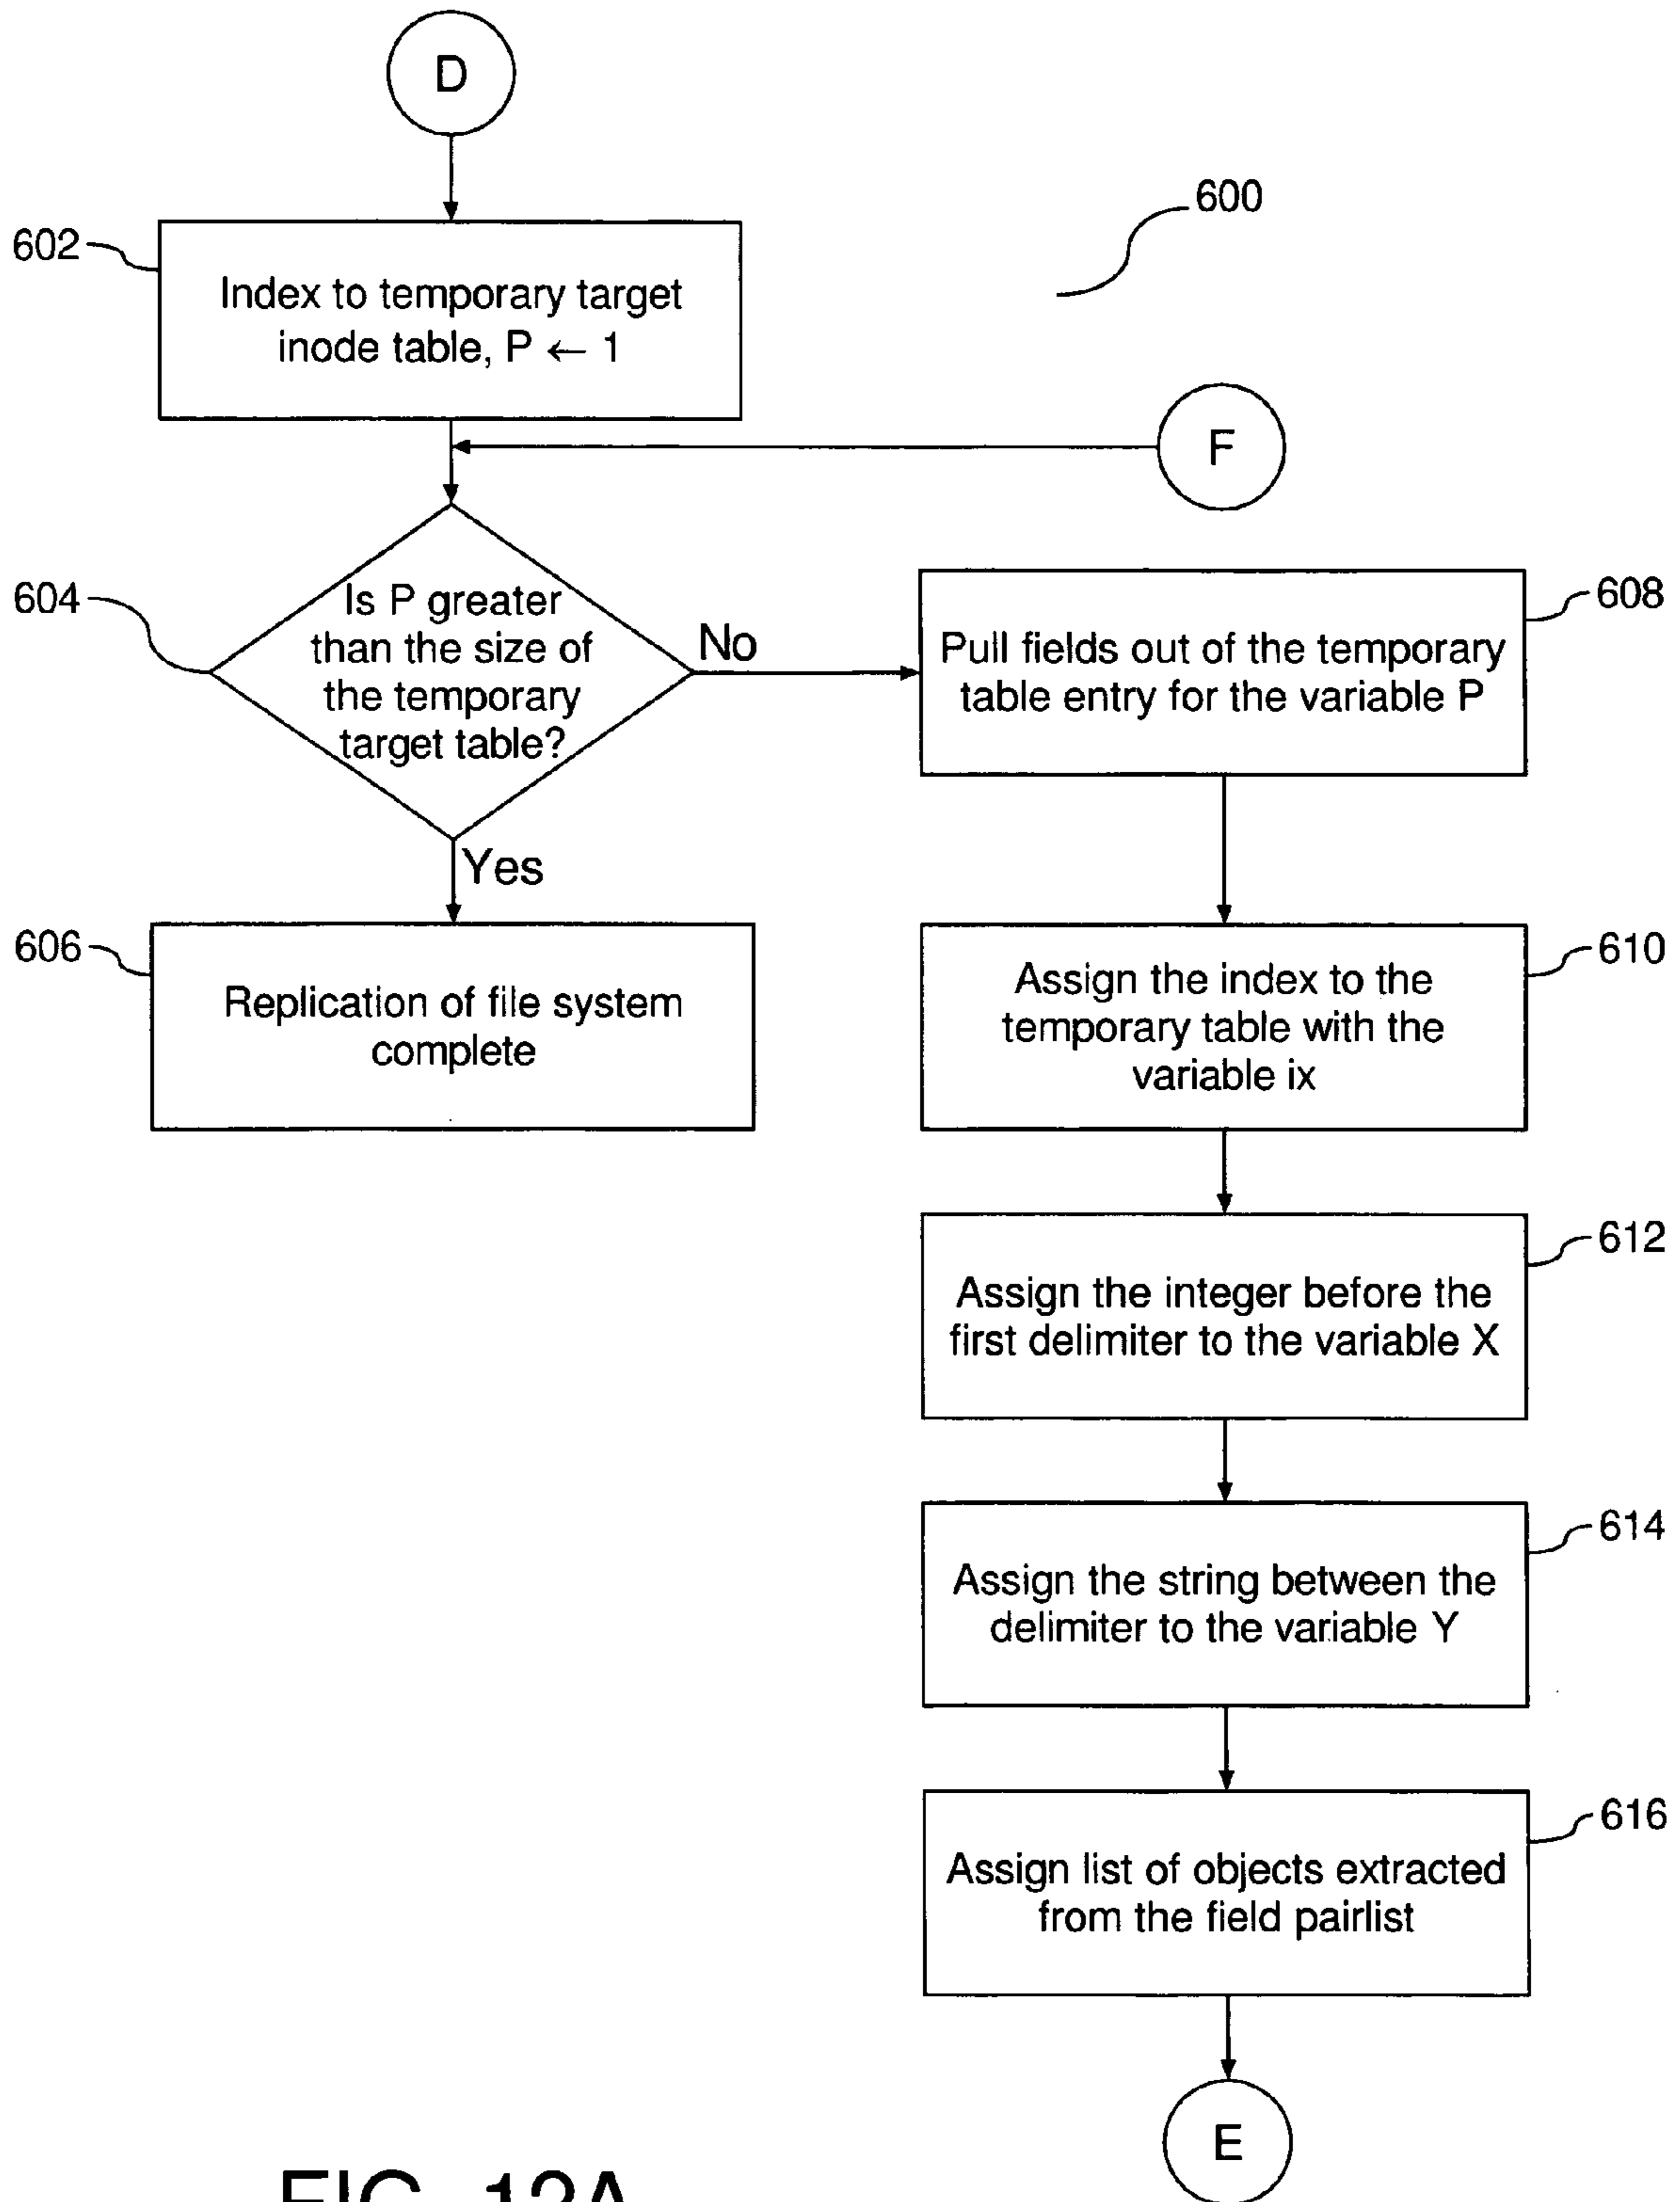 D
600
602
Index to temporary target
inode table, P ← 1
F
604
Is P greater
than the size of
the temporary
target table?
No
608
Pull fields out of the temporary
table entry for the variable P
Yes
606
Replication of file system
complete
610
Assign the index to the
temporary table with the
variable ix
612
Assign the integer before the
first delimiter to the variable X
614
Assign the string between the
delimiter to the variable Y
616
Assign list of objects extracted
from the field pairlist
E
FIG. 12A